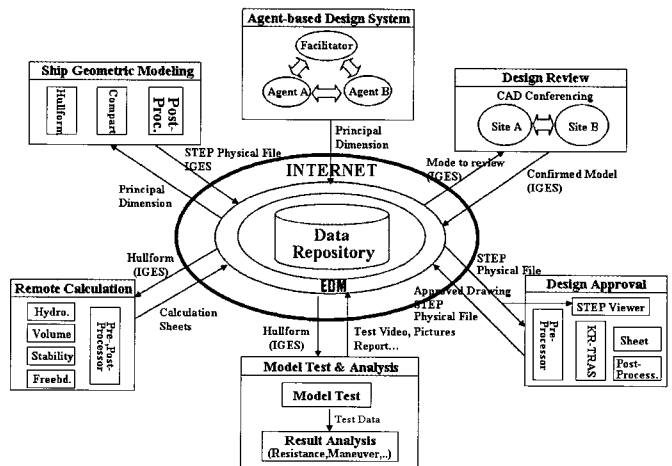 Agent-based Design System
Facilitator
Agent A
Agent B
Ship Geometric Modeling
Hullform
Compart
Post-
Proc.
Design Review
CAD Conferencing
Site A
Site B
Principal
Dimension
STEP Physical File
IGES
Principal
Dimension
INTERNET
Mode to review
(IGES)
Confirmed Model
(IGES)
Data
Repository
EDM
Hullform
(IGES)
Calculation
Sheets
Remote Calculation
Hydro.
Volume
Stability
Freebd.
Pre-,Post-
Processor
Hullform
(IGES)
Test Video, Pictures
Report...
STEP
Physical File
Approved Drawing
STEP
Physical File
Design Approval
STEP Viewer
Pre-
Processor
KR-TRAS
Sheet
Post-
Process.
Model Test & Analysis
Model Test
Test Data
Result Analysis
(Resistance,Maneuver,..)